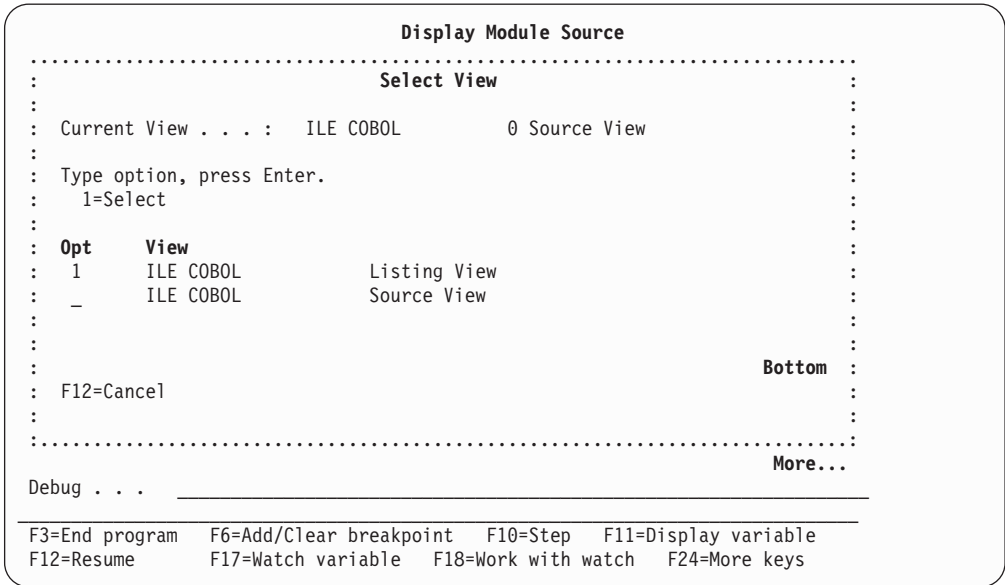 Display Module Source
..............................................................................
:                                Select View                                 :
:                                                                            :
:  Current View . . . :   ILE COBOL          0 Source View                   :
:                                                                            :
:  Type option, press Enter.                                                 :
:    1=Select                                                                :
:                                                                            :
:  Opt     View                                                              :
:   1      ILE COBOL            Listing View                                 :
:   _      ILE COBOL            Source View                                  :
:                                                                            :
:                                                                            :
:                                                                    Bottom  :
:  F12=Cancel                                                                :
:                                                                            :
:............................................................................:
More...
Debug . . .   _________________________________________________________________
_______________________________________________________________________________
F3=End program   F6=Add/Clear breakpoint   F10=Step   F11=Display variable
F12=Resume       F17=Watch variable   F18=Work with watch   F24=More keys